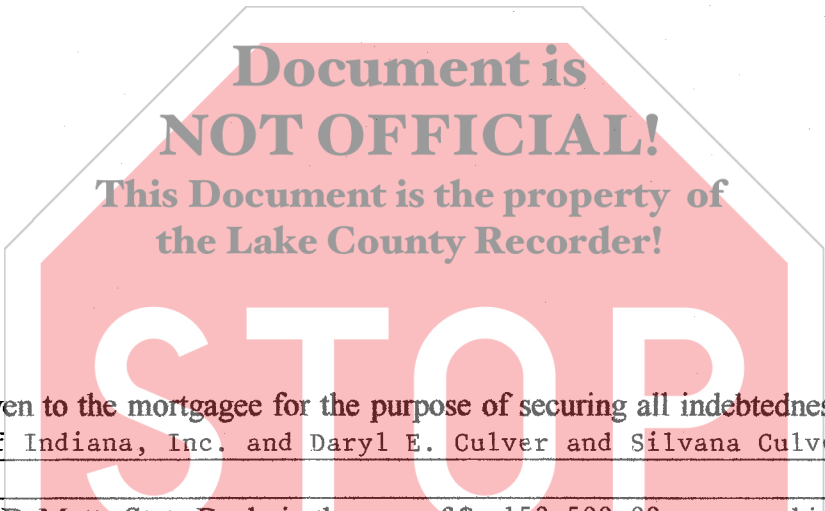 Document is
NOT OFFICIAL!
This Document is the property of
the Lake County Recorder!
STOP
to the mortgagee for the purpose of securing all
Indiana, Inc. and Daryl E. Culver and Silvana